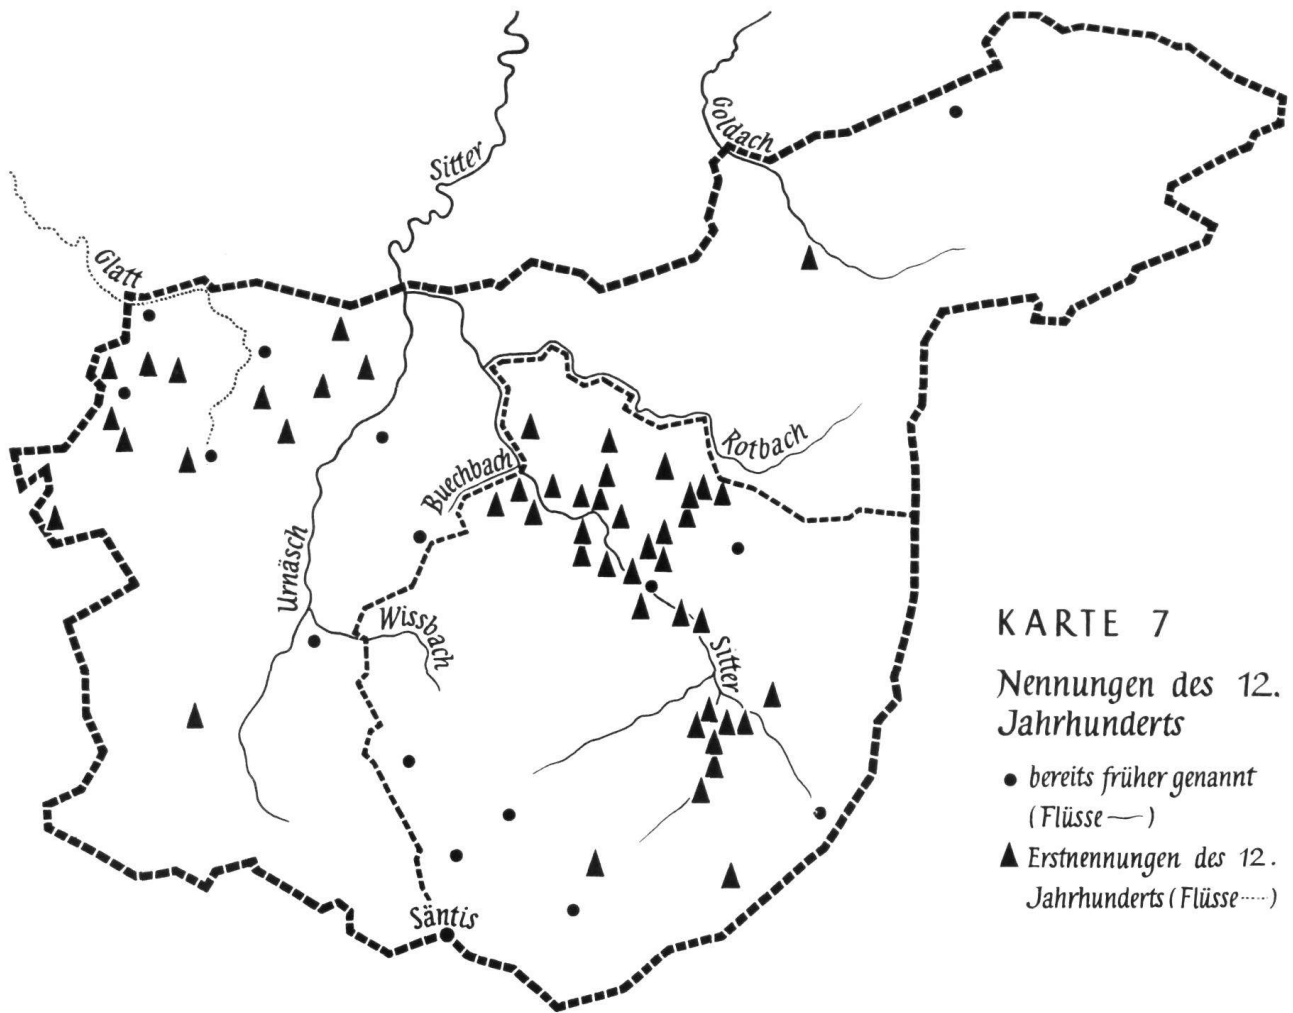 Sitter
Goldach
Glatt
Rotbach
Buechbach
Urnäsch
Wissbach
Sitter
Säntis
KARTE 7
Nennungen des 12.
Jahrhunderts
bereits früher genannt
(Flüsse — )
Erstnennungen des 12.
Jahrhunderts (Flüsse ····· )